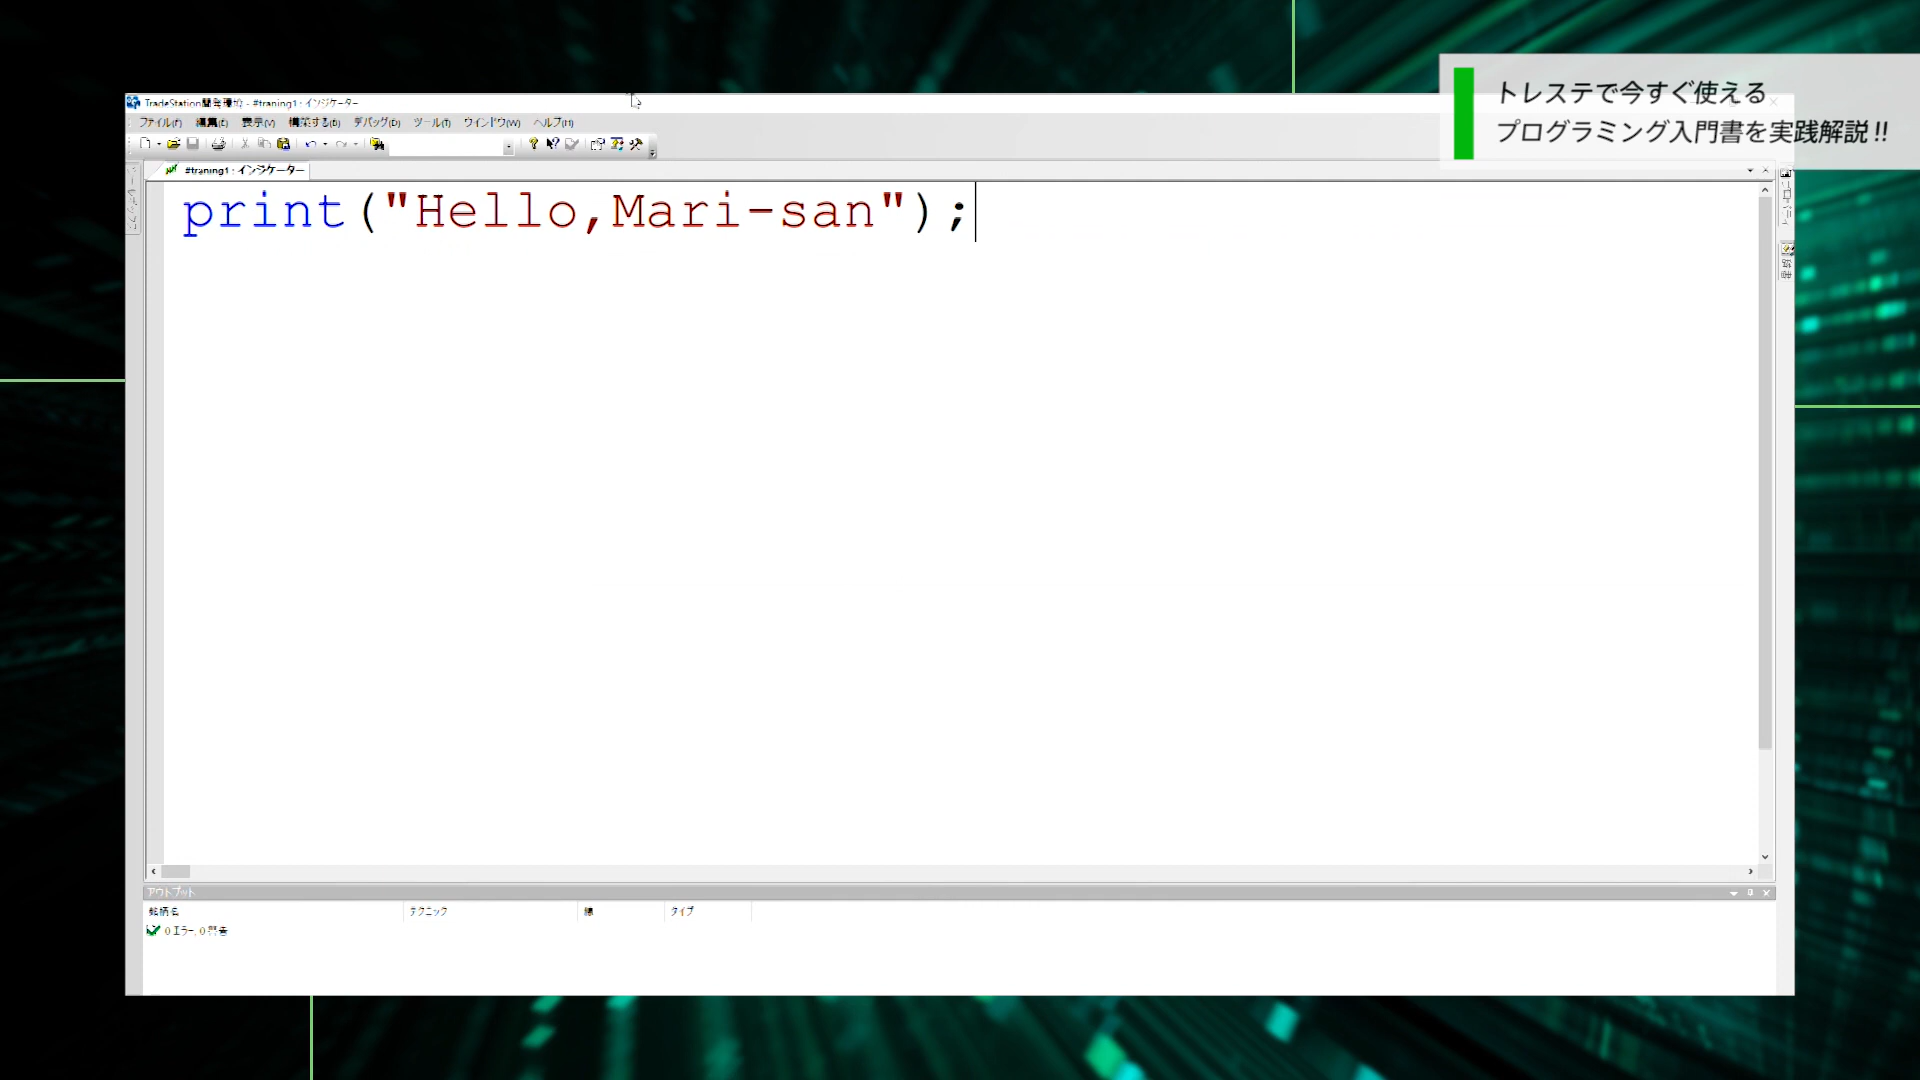 トレステで今すぐ使える
プログラミング入門書を実践解説!!
TradeStation開発環境 - #traning1 : インジケーター
ファイル(F) 編集(E) 表示(V) 構築する(B) デバッグ(D) ツール(T) ウインドウ(W) ヘルプ(H)
#traning1 : インジケーター
print("Hello,Mari-san");
アウトプット
銘柄名 テクニック 線 タイプ
0 エラー, 0 警告